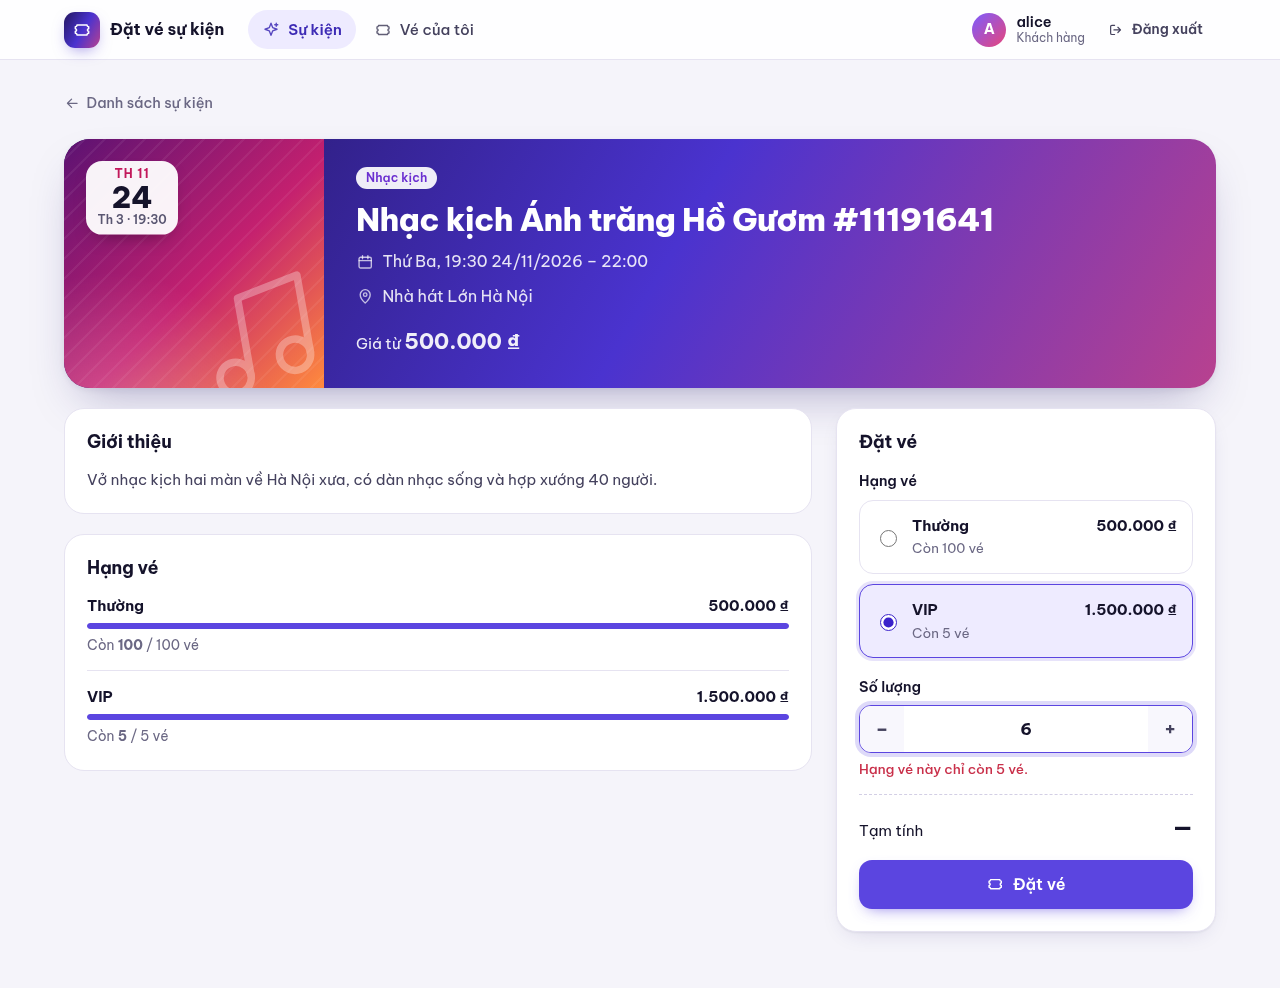 Đặt vé sự kiện
Sự kiện
Vé của tôi
A
alice
Khách hàng
Đăng xuất
Danh sách sự kiện
TH 11
24
Th 3 · 19:30
Nhạc kịch
Nhạc kịch Ánh trăng Hồ Gươm #11191641
Thứ Ba, 19:30 24/11/2026 – 22:00
Nhà hát Lớn Hà Nội
Giá từ 500.000 ₫
Giới thiệu
Vở nhạc kịch hai màn về Hà Nội xưa, có dàn nhạc sống và hợp xướng 40 người.
Hạng vé
Thường 500.000 ₫
Còn 100 / 100 vé
VIP 1.500.000 ₫
Còn 5 / 5 vé
Đặt vé
Hạng vé
Thường 500.000 ₫
Còn 100 vé
VIP 1.500.000 ₫
Còn 5 vé
Số lượng
− 6 +
Hạng vé này chỉ còn 5 vé.
Tạm tính —
Đặt vé